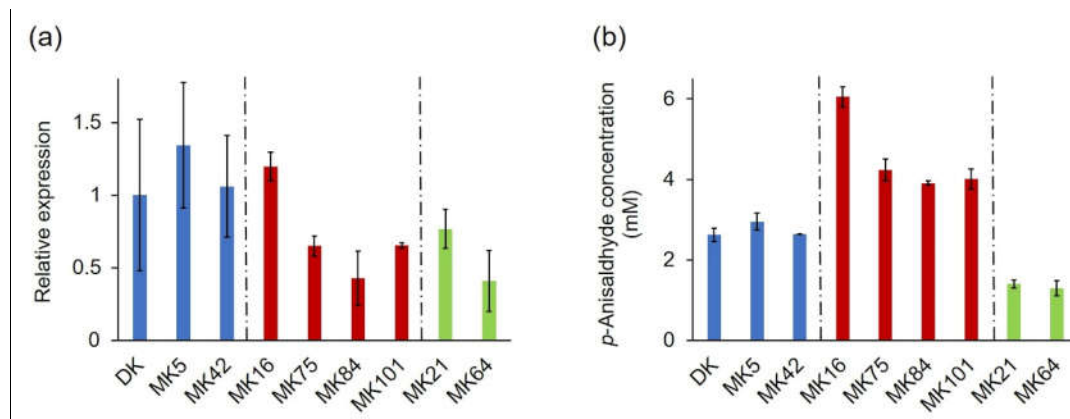 (a)
Relative expression
1.5
1
0.5
0
DK
MK5
MK42
MK16
MK75
MK84
MK101
MK21
MK64
(b)
p-Anisaldhyde concentration
(mM)
6
4
2
0
DK
MK5
MK42
MK16
MK75
MK84
MK101
MK21
MK64